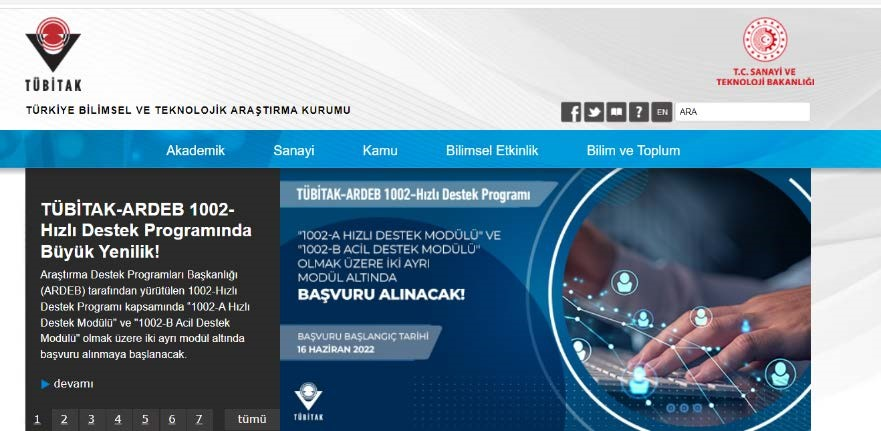 TÜBİTAK
T.C. SANAYİ VE
TEKNOLOJİ BAKANLIĞI
TÜRKİYE BİLİMSEL VE TEKNOLOJİK ARAŞTIRMA KURUMU
f ? EN ARA
Akademik Sanayi Kamu Bilimsel Etkinlik Bilim ve Toplum
TÜBİTAK-ARDEB 1002-
Hızlı Destek Programında
Büyük Yenilik!
Araştırma Destek Programları Başkanlığı
(ARDEB) tarafından yürütülen 1002-Hızlı
Destek Programı kapsamında "1002-A Hızlı
Destek Modülü" ve "1002-B Acil Destek
Modülü" olmak üzere iki ayrı modül altında
başvuru alınmaya başlanacak.
devamı
1 2 3 4 5 6 7 tümü
TÜBİTAK-ARDEB 1002-Hızlı Destek Programı
"1002-A HIZLI DESTEK MODÜLÜ" VE
"1002-B ACİL DESTEK MODÜLÜ"
OLMAK ÜZERE İKİ AYRI
MODÜL ALTINDA
BAŞVURU ALINACAK!
BAŞVURU BAŞLANGIÇ TARİHİ
16 HAZİRAN 2022
TÜBİTAK